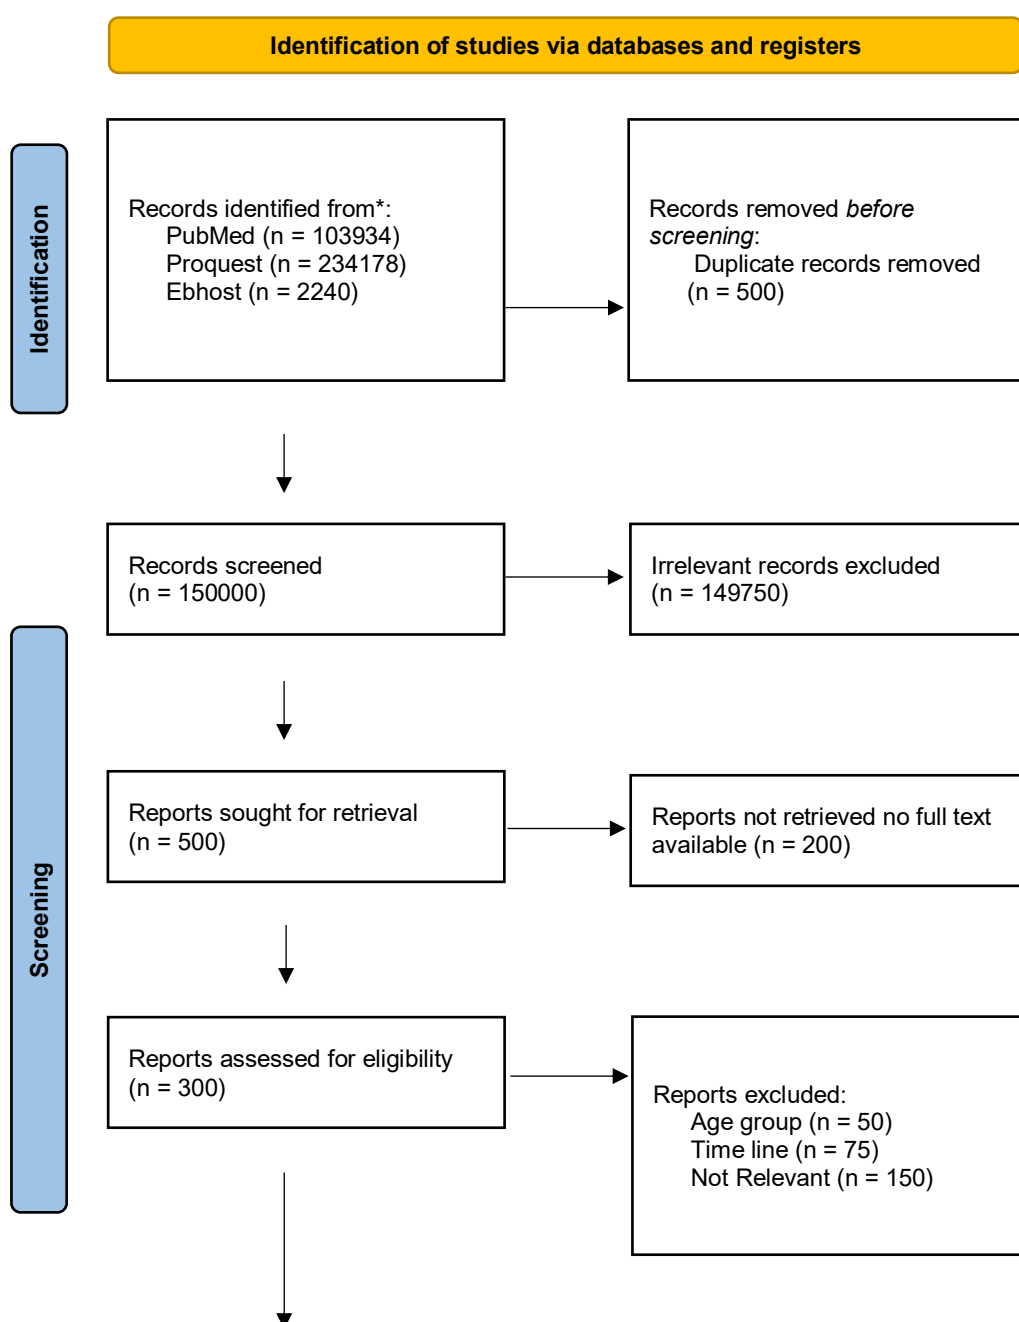 Identification of studies via databases and registers
Identification
Records identified from*:
PubMed (n = 103934)
Proquest (n = 234178)
Ebhost (n = 2240)
Records removed before
screening:
Duplicate records removed
(n = 500)
Screening
Records screened
(n = 150000)
Irrelevant records excluded
(n = 149750)
Reports sought for retrieval
(n = 500)
Reports not retrieved no full text
available (n = 200)
Reports assessed for eligibility
(n = 300)
Reports excluded:
Age group (n = 50)
Time line (n = 75)
Not Relevant (n = 150)